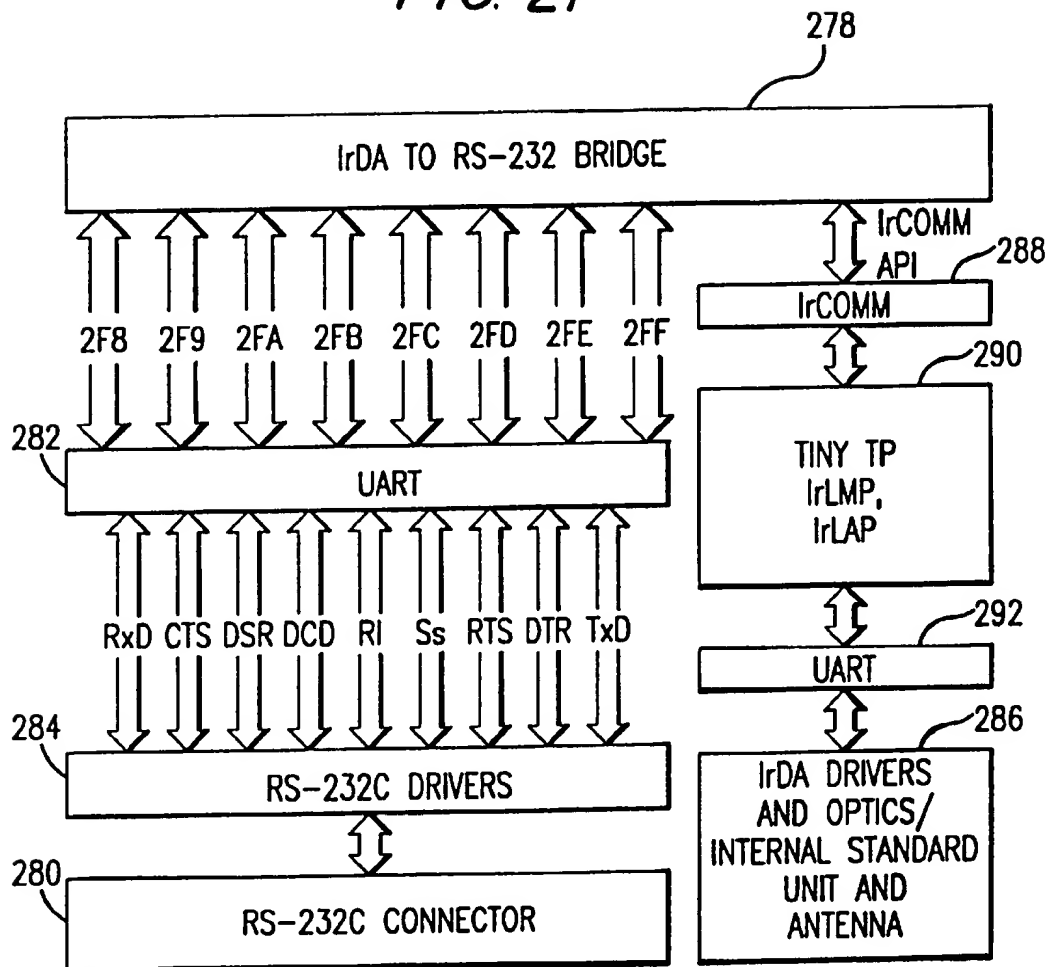 FIG. 21
278
IrDA TO RS-232 BRIDGE
IrCOMM
API
288
IrCOMM
2F8 2F9 2FA 2FB 2FC 2FD 2FE 2FF
290
282
UART
TINY TP
IrLMP,
IrLAP
RxD CTS DSR DCD RI Ss RTS DTR TxD
292
UART
284
RS-232C DRIVERS
286
IrDA DRIVERS
AND OPTICS/
INTERNAL STANDARD
UNIT AND
ANTENNA
280
RS-232C CONNECTOR